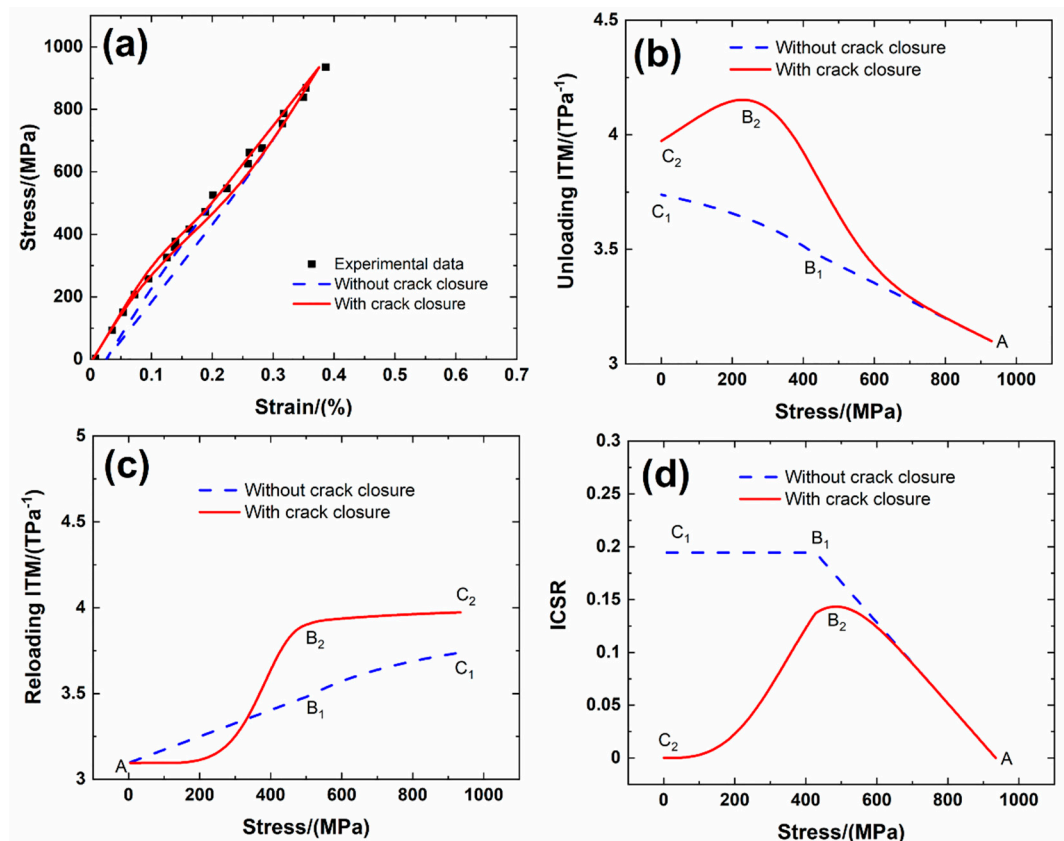 (a)
1000
800
600
400
200
0
Stress/(MPa)
Experimental data
Without crack closure
With crack closure
0 0.1 0.2 0.3 0.4 0.5 0.6 0.7
Strain/(%)
(b)
4.5
4
3.5
3
Unloading ITM/(TPa-1)
Without crack closure
With crack closure
B2
C2
C1
B1
A
0 200 400 600 800 1000
Stress/(MPa)
(c)
5
4.5
4
3.5
3
Reloading ITM/(TPa-1)
Without crack closure
With crack closure
C2
B2
C1
B1
A
0 200 400 600 800 1000
Stress/(MPa)
(d)
0.3
0.25
0.2
0.15
0.1
0.05
0
ICSR
Without crack closure
With crack closure
C1
B1
B2
C2
A
0 200 400 600 800 1000
Stress/(MPa)